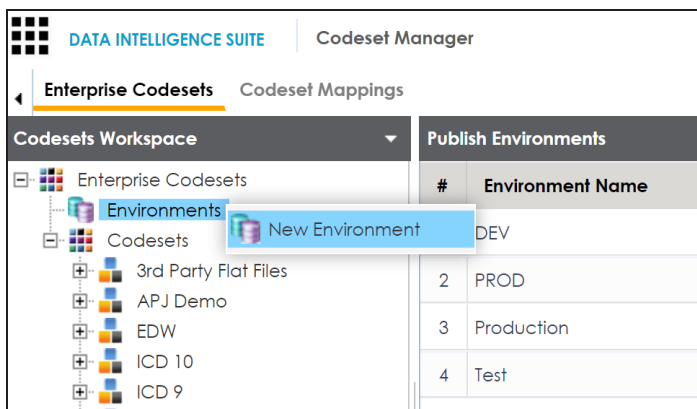 DATA INTELLIGENCE SUITE Codeset Manager
Enterprise Codesets Codeset Mappings
Codesets Workspace
Enterprise Codesets
Environments
New Environment
Codesets
3rd Party Flat Files
APJ Demo
EDW
ICD 10
ICD 9
Publish Environments
# Environment Name
DEV
2 PROD
3 Production
4 Test